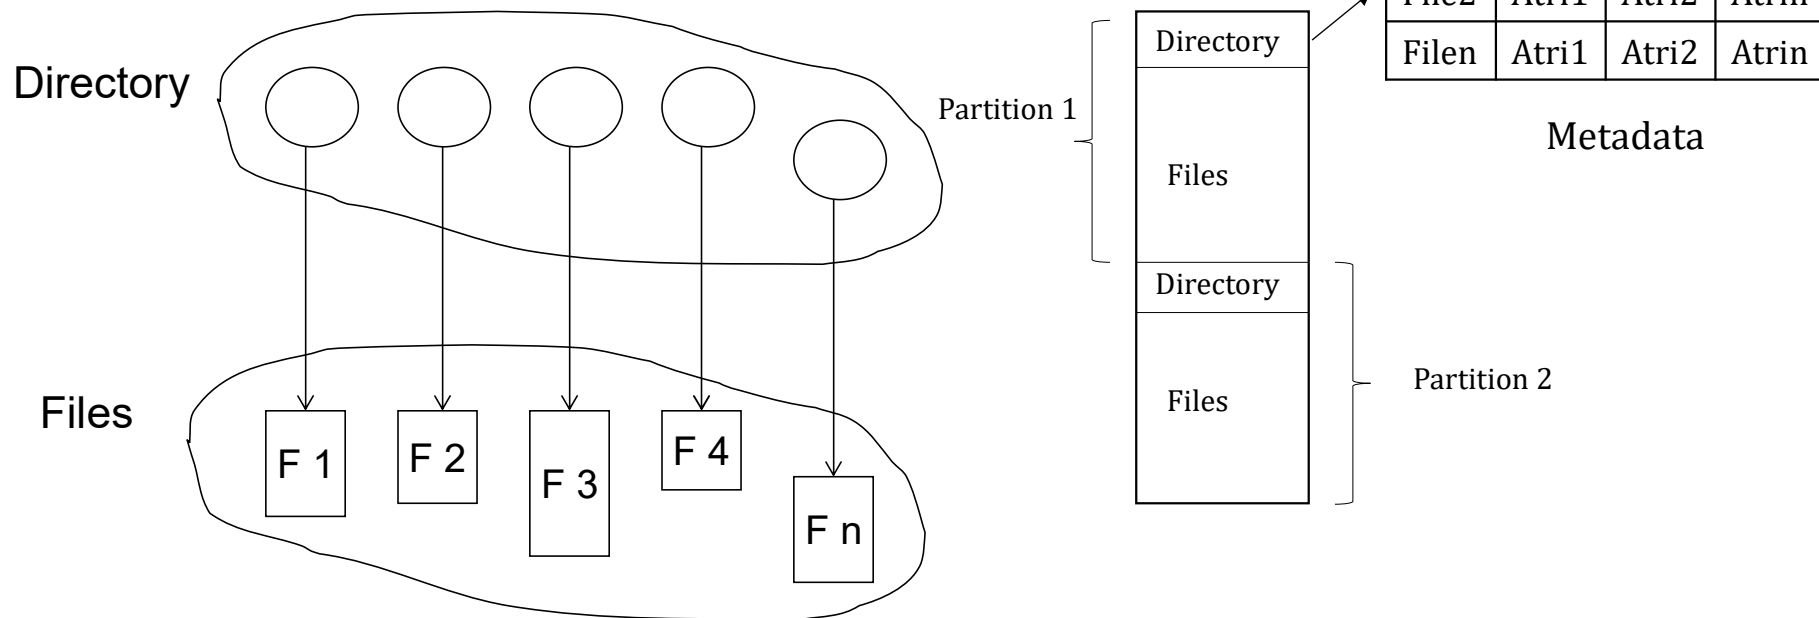 Directory
Files
F 1
F 2
F 3
F 4
F n
Partition 1
Directory
Files
Directory
Files
Partition 2
File2 Atri1 Atri2 Atrin
Filen Atri1 Atri2 Atrin
Metadata